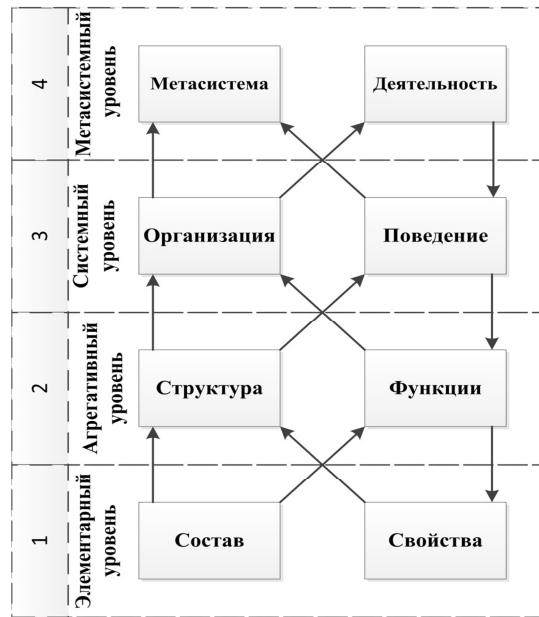 4
Метасистемный
уровень
Метасистема
Деятельность
3
Системный
уровень
Организация
Поведение
2
Агрегативный
уровень
Структура
Функции
1
Элементарный
уровень
Состав
Свойства